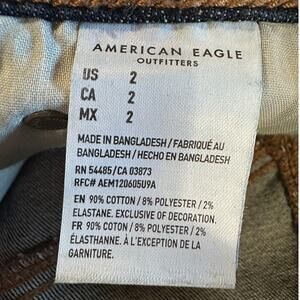 AMERICAN EAGLE
OUTFITTERS
US 2
CA 2
MX 2
MADE IN BANGLADESH / FABRIQUÉ AU
BANGLADESH / HECHO EN BANGLADESH
RN 54485/CA 03873
RFC# AEM120605U9A
EN 90% COTTON / 8% POLYESTER / 2%
ELASTANE. EXCLUSIVE OF DECORATION.
FR 90% COTTON / 8% POLYESTER / 2%
ÉLASTHANNE. À L'EXCEPTION DE LA
GARNITURE.